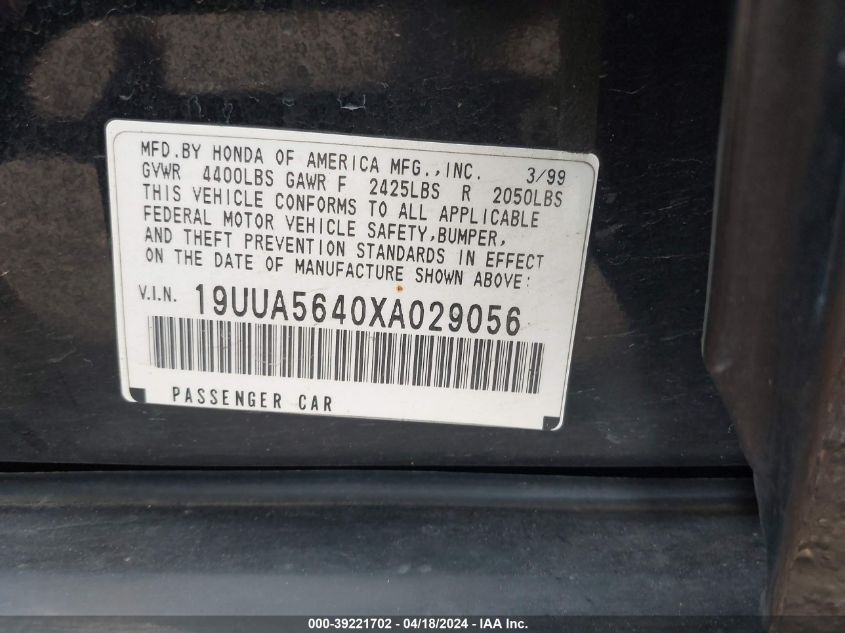 MFD.BY HONDA OF AMERICA MFG.,INC. 3/99
GVWR 4400LBS GAWR F 2425LBS R 2050LBS
THIS VEHICLE CONFORMS TO ALL APPLICABLE
FEDERAL MOTOR VEHICLE SAFETY,BUMPER,
AND THEFT PREVENTION STANDARDS IN EFFECT
ON THE DATE OF MANUFACTURE SHOWN ABOVE:
V.I.N. 19UUA5640XA029056
PASSENGER CAR
000-39221702 - 04/18/2024 - IAA Inc.